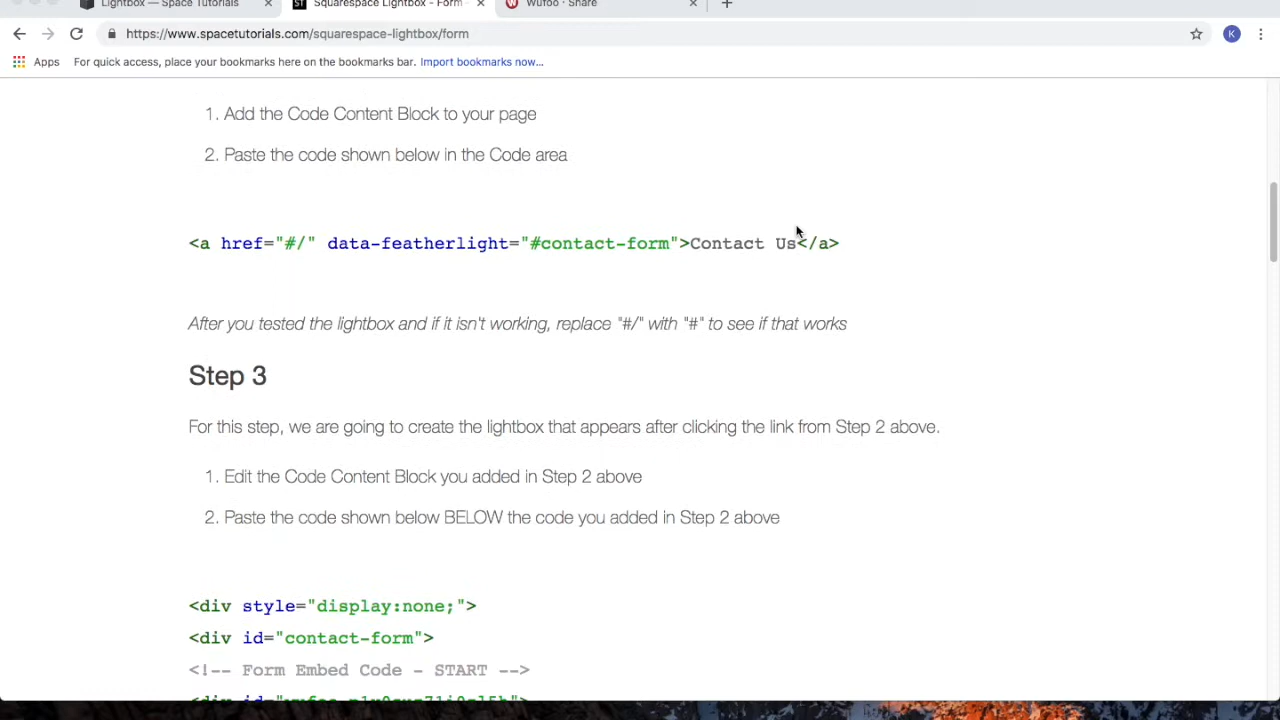 Lightbox — Space Tutorials
Squarespace Lightbox - Form -
Wufoo · Share
https://www.spacetutorials.com/squarespace-lightbox/form
K
Apps
For quick access, place your bookmarks here on the bookmarks bar. Import bookmarks now...
1. Add the Code Content Block to your page
2. Paste the code shown below in the Code area
<a href="#/" data-featherlight="#contact-form">Contact Us</a>
After you tested the lightbox and if it isn't working, replace "#/" with "#" to see if that works
Step 3
For this step, we are going to create the lightbox that appears after clicking the link from Step 2 above.
1. Edit the Code Content Block you added in Step 2 above
2. Paste the code shown below BELOW the code you added in Step 2 above
<div style="display:none;">
<div id="contact-form">
<!-- Form Embed Code - START -->